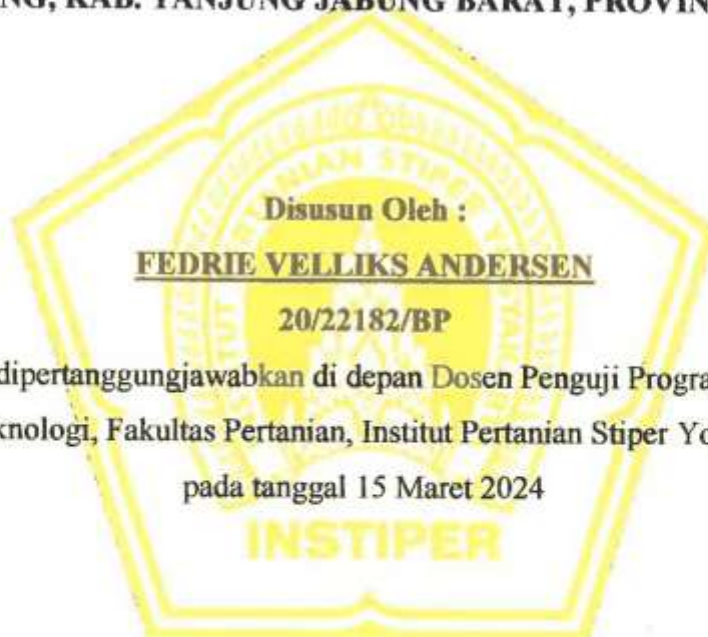 NG, KAB. TANJUNG JABUNG BARAT, PROVIN
Disusun Oleh :
FEDRIE VELLIKS ANDERSEN
20/22182/BP
dipertanggungjawabkan di depan Dosen Penguji Progra
knologi, Fakultas Pertanian, Institut Pertanian Stiper Yo
pada tanggal 15 Maret 2024
INSTIPER